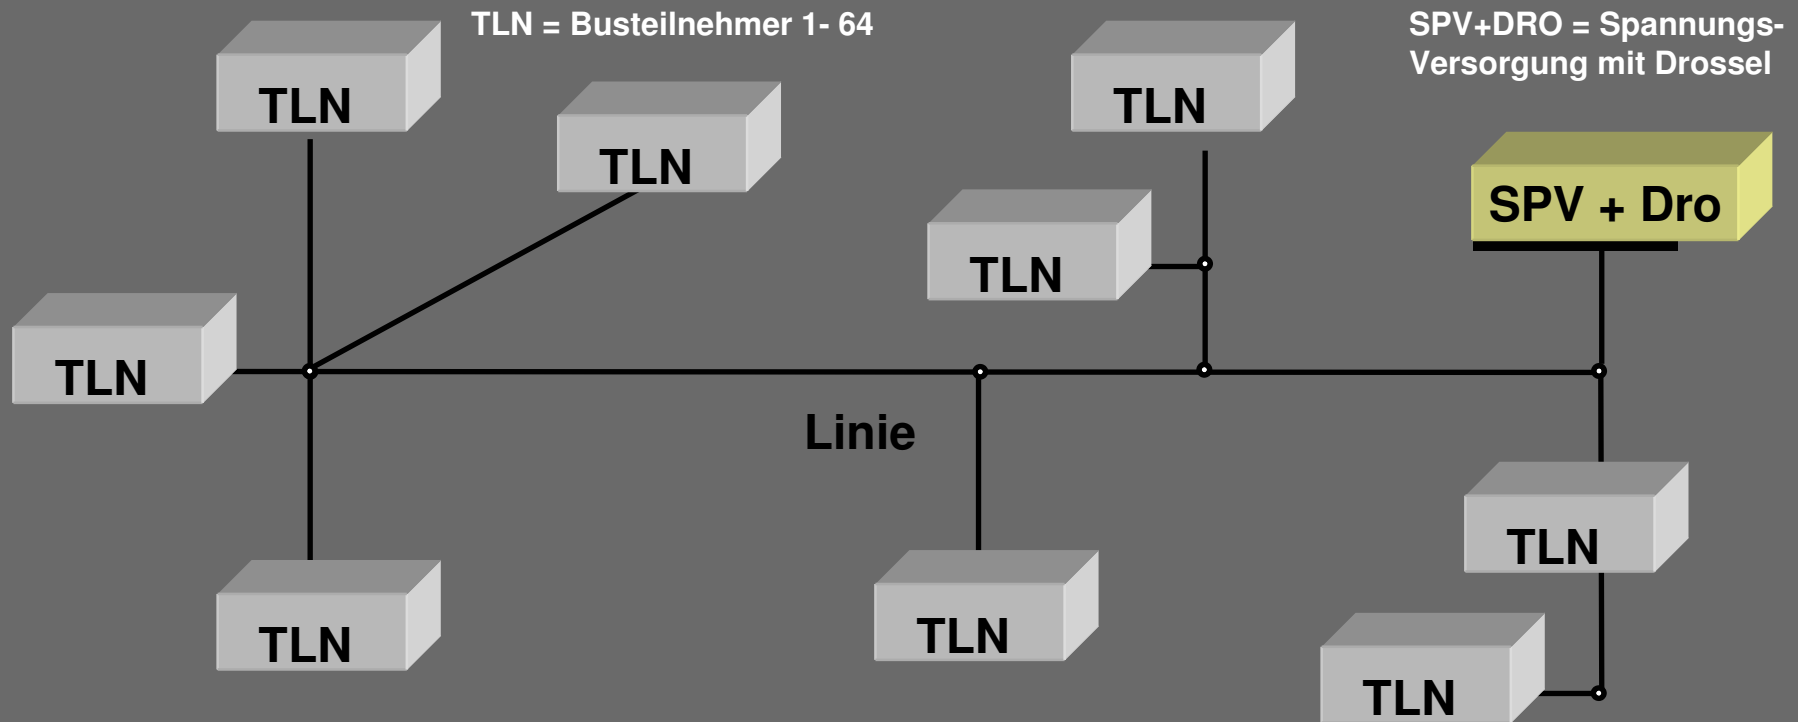 TLN = Busteilnehmer 1- 64
SPV+DRO = Spannungs-
Versorgung mit Drossel
TLN
TLN
TLN
TLN
SPV + Dro
TLN
Linie
TLN
TLN
TLN
TLN